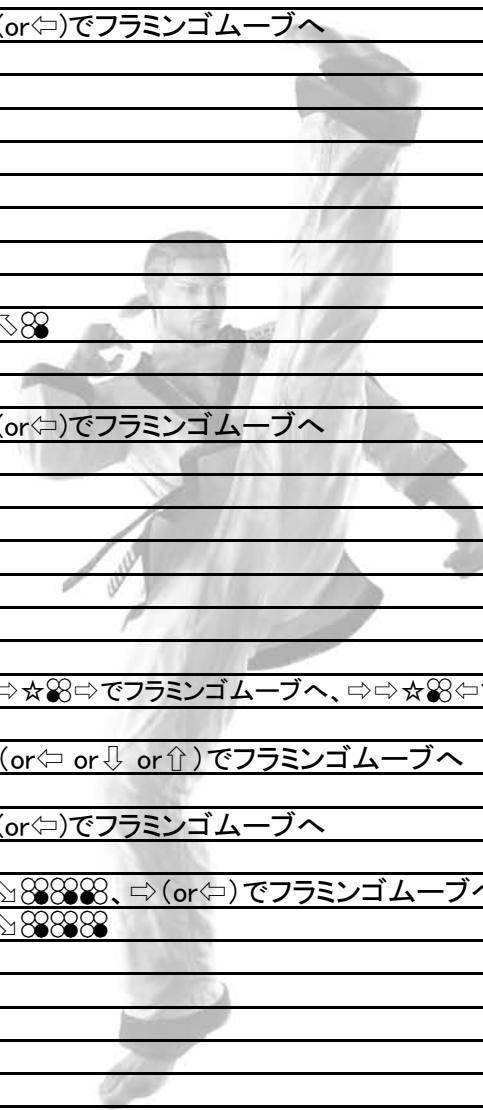 (or⇦)でフラミンゴムーブへ
⇖
(or⇦)でフラミンゴムーブへ
⇨☆⇨でフラミンゴムーブへ、⇨⇨☆⇦
(or⇦ or⇩ or⇧)でフラミンゴムーブへ
(or⇦)でフラミンゴムーブへ
⇘、⇨(or⇦)でフラミンゴムーブへ
⇘